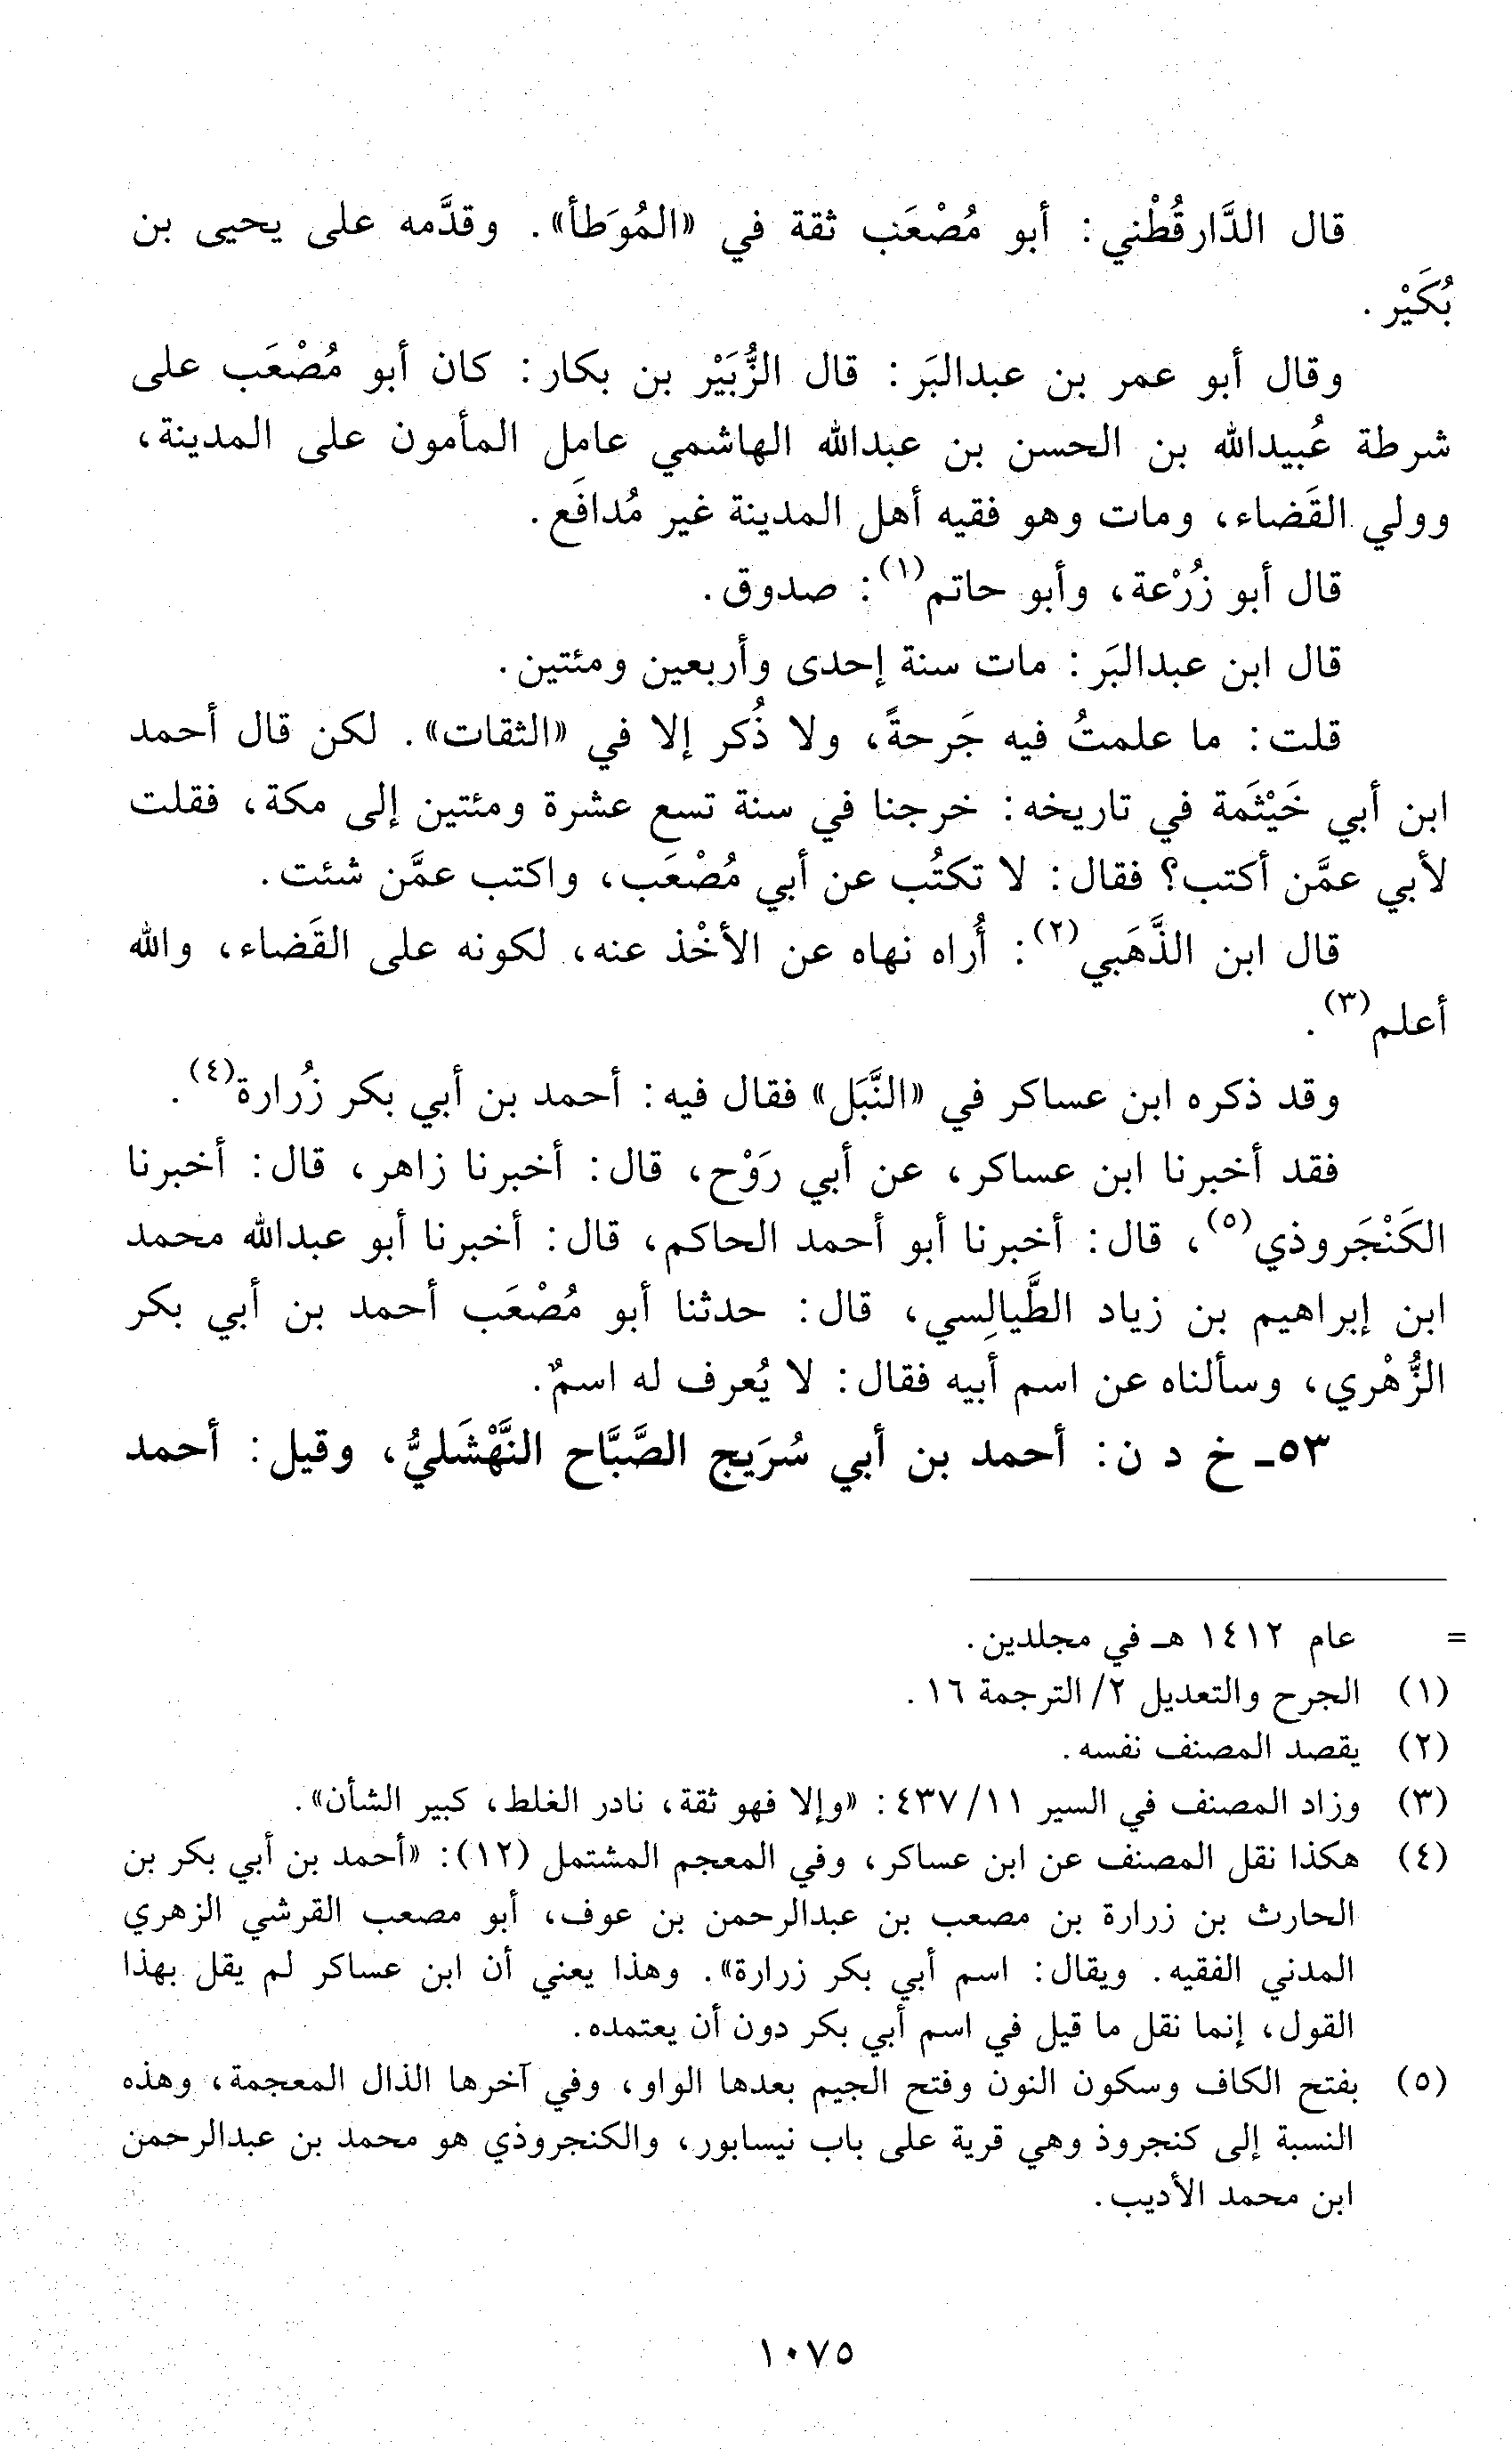 قال الدَّارقُطْني: أبو مُصْعَب ثقة في «المُوَطأ». وقدَّمه على يحيى بن
بُكَيْر.
وقال أبو عمر بن عبدالبَر: قال الزُّبَيْر بن بكار: كان أبو مُصْعَب على
شرطة عُبيدالله بن الحسن بن عبدالله الهاشمي عامل المأمون على المدينة،
وولي القَضاء، ومات وهو فقيه أهل المدينة غير مُدافَع.
قال أبو زُرْعة، وأبو حاتم(١): صدوق.
قال ابن عبدالبَر: مات سنة إحدى وأربعين ومئتين.
قلت: ما علمتُ فيه جَرحةً، ولا ذُكر إلا في «الثقات». لكن قال أحمد
ابن أبي خَيْثَمة في تاريخه: خرجنا في سنة تسع عشرة ومئتين إلى مكة، فقلت
لأبي عمَّن أكتب؟ فقال: لا تكتُب عن أبي مُصْعَب، واكتب عمَّن شئت.
قال ابن الذَّهَبي(٢): أُراه نهاه عن الأخْذ عنه، لكونه على القَضاء، والله
أعلم(٣).
وقد ذكره ابن عساكر في «النَّبَل» فقال فيه: أحمد بن أبي بكر زُرارة(٤).
فقد أخبرنا ابن عساكر، عن أبي رَوْح، قال: أخبرنا زاهر، قال: أخبرنا
الكَنْجَروذي(٥)، قال: أخبرنا أبو أحمد الحاكم، قال: أخبرنا أبو عبدالله محمد
ابن إبراهيم بن زياد الطَّيالِسي، قال: حدثنا أبو مُصْعَب أحمد بن أبي بكر
الزُّهْري، وسألناه عن اسم أبيه فقال: لا يُعرف له اسمٌ.
٥٣ـ خ د ن: أحمد بن أبي سُرَيج الصَّبَّاح النَّهْشَليُّ، وقيل: أحمد
= عام ١٤١٢ هـ في مجلدين.
(١) الجرح والتعديل ٢/ الترجمة ١٦.
(٢) يقصد المصنف نفسه.
(٣) وزاد المصنف في السير ١١/ ٤٣٧: «وإلا فهو ثقة، نادر الغلط، كبير الشأن».
(٤) هكذا نقل المصنف عن ابن عساكر، وفي المعجم المشتمل (١٢): «أحمد بن أبي بكر بن
الحارث بن زرارة بن مصعب بن عبدالرحمن بن عوف، أبو مصعب القرشي الزهري
المدني الفقيه. ويقال: اسم أبي بكر زرارة». وهذا يعني أن ابن عساكر لم يقل بهذا
القول، إنما نقل ما قيل في اسم أبي بكر دون أن يعتمده.
(٥) بفتح الكاف وسكون النون وفتح الجيم بعدها الواو، وفي آخرها الذال المعجمة، وهذه
النسبة إلى كنجروذ وهي قرية على باب نيسابور، والكنجروذي هو محمد بن عبدالرحمن
ابن محمد الأديب.
١٠٧٥